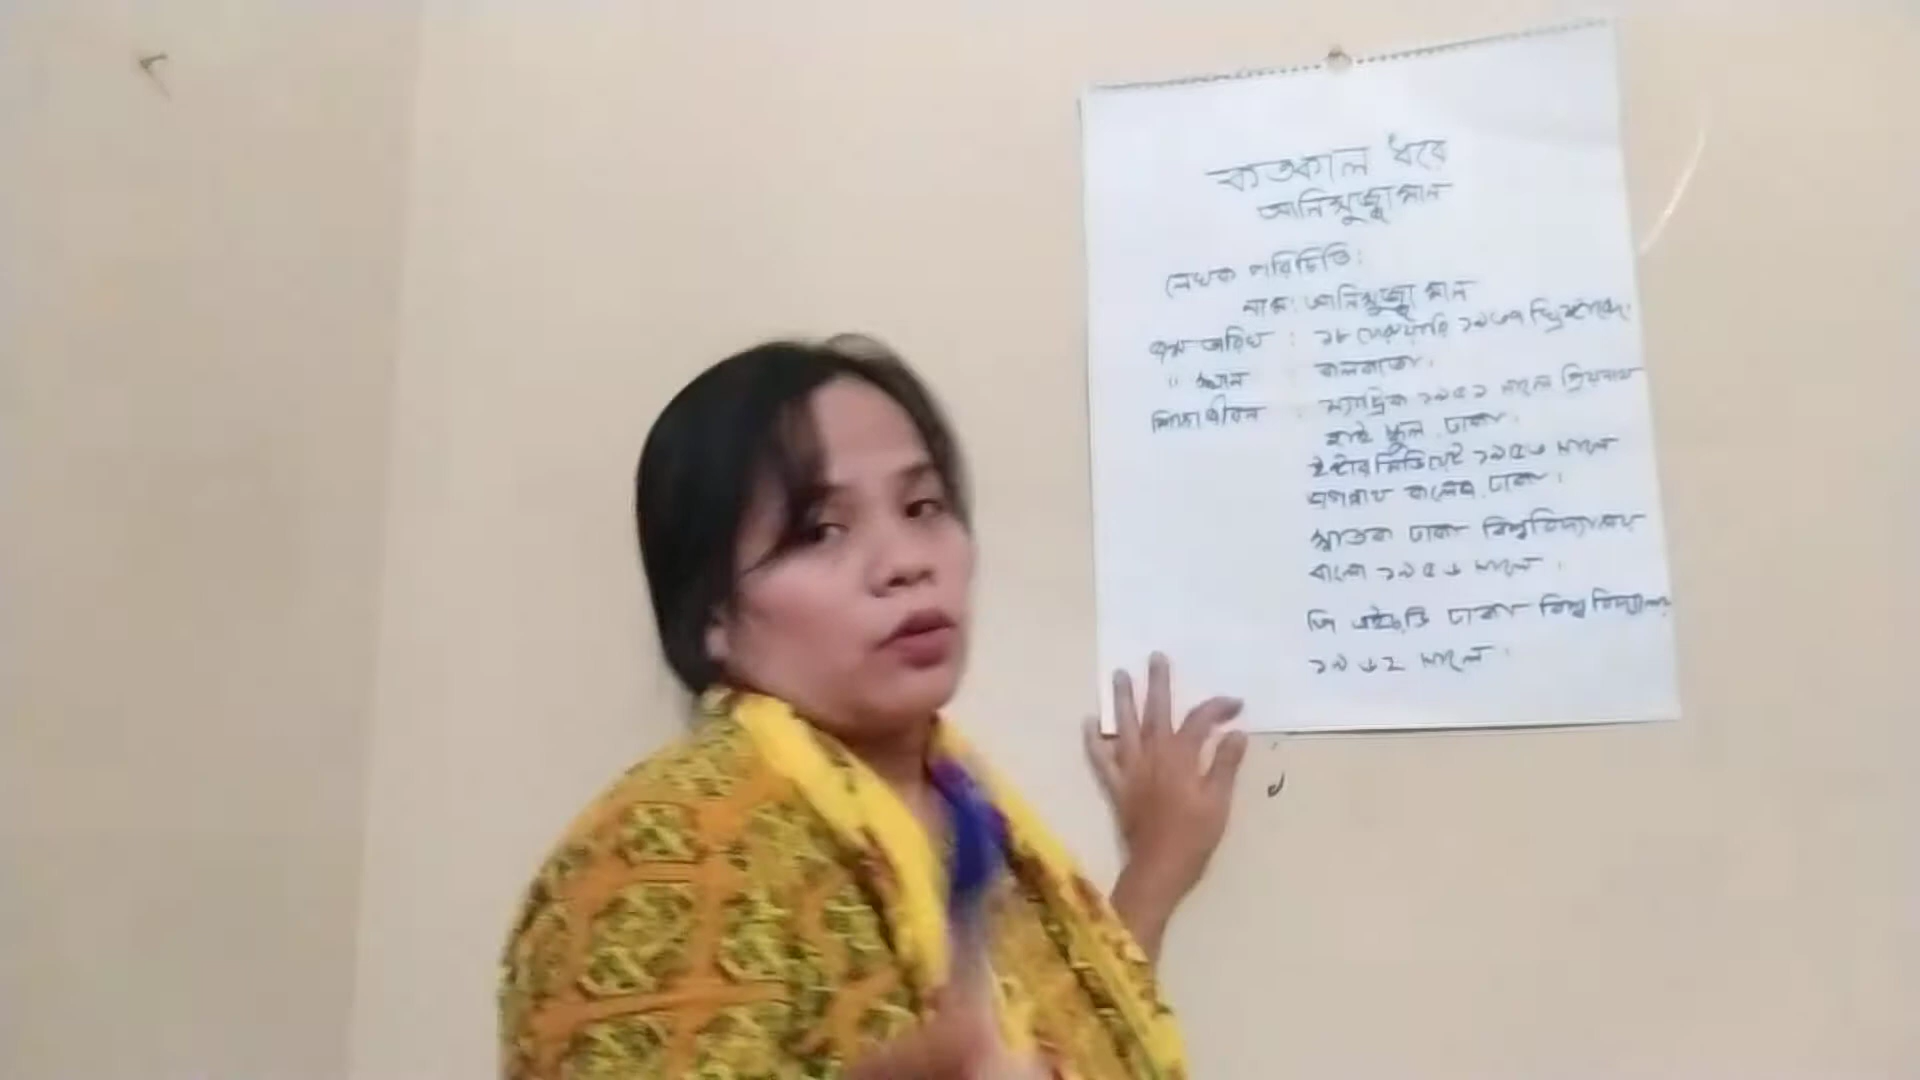 কতকাল ধরে
আনিসুজ্জামান
লেখক পরিচিতি:
নাম: আনিসুজ্জামান
জন্ম তারিখ : ১৮ ফেব্রুয়ারি ১৯৩৭ খ্রিস্টাব্দে।
" স্থান : কলকাতা।
শিক্ষা জীবন : ম্যাট্রিক ১৯৫১ সালে প্রিয়নাথ
হাই স্কুল, ঢাকা।
ইন্টারমিডিয়েট ১৯৫৩ সালে
জগন্নাথ কলেজ, ঢাকা।
স্নাতক ঢাকা বিশ্ববিদ্যালয়
১৯৫৬ সালে।
পি এইচ,ডি ঢাকা বিশ্ববিদ্যালয়
১৯৬২ সালে।